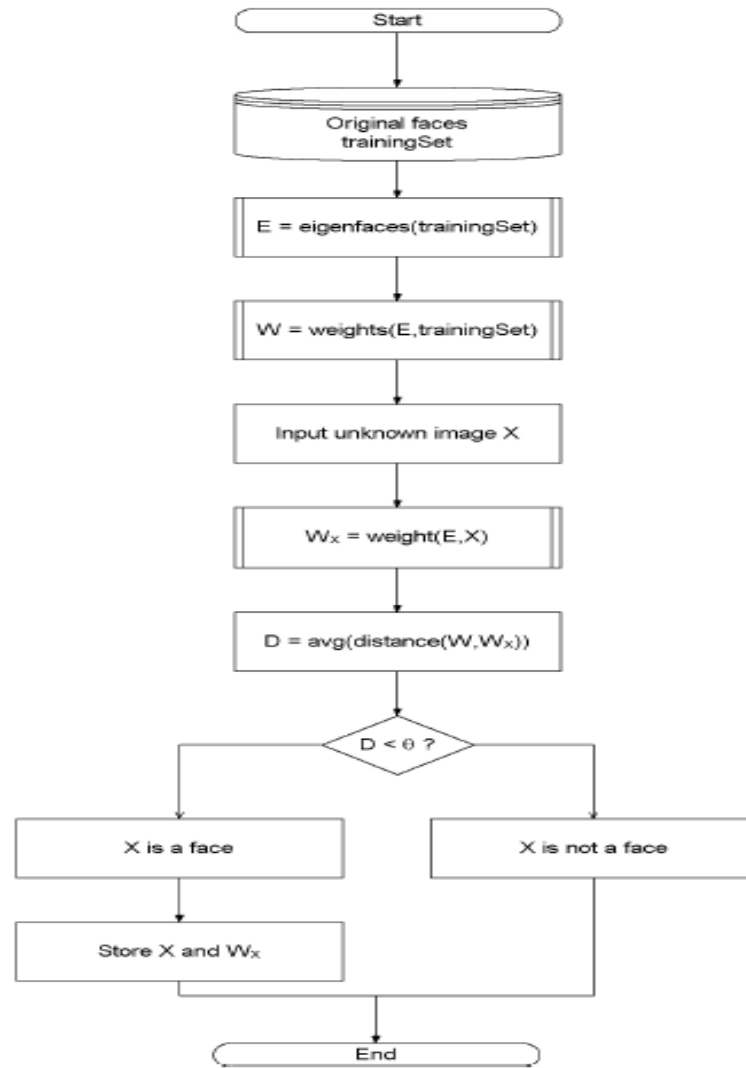 Start
Original faces
trainingSet
E = eigenfaces(trainingSet)
W = weights(E,trainingSet)
Input unknown image X
Wₓ = weight(E,X)
D = avg(distance(W,Wₓ))
D < θ ?
X is a face
X is not a face
Store X and Wₓ
End